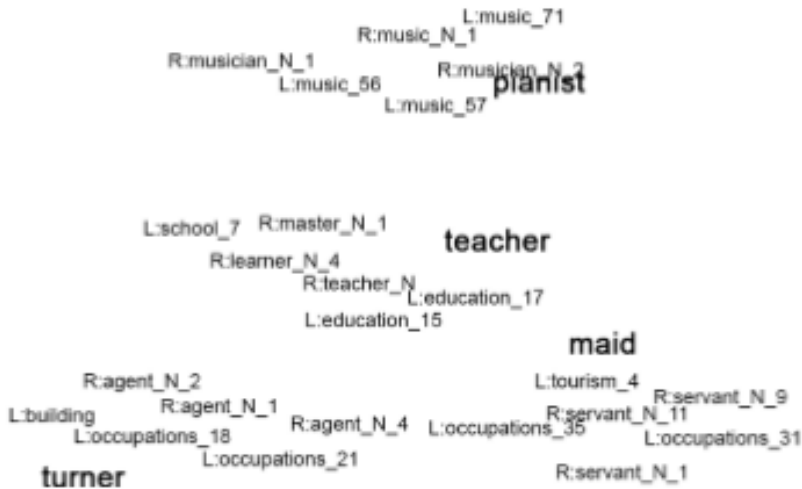 L:music_71
R:music_N_1
R:musician_N_1
R:musician_N_2
L:music_56
pianist
L:music_57
L:school_7
R:master_N_1
teacher
R:learner_N_4
R:teacher_N
L:education_17
L:education_15
maid
R:agent_N_2
L:tourism_4
R:servant_N_9
L:building
R:agent_N_1
R:servant_N_11
R:agent_N_4
L:occupations_35
L:occupations_18
L:occupations_31
L:occupations_21
turner
R:servant_N_1